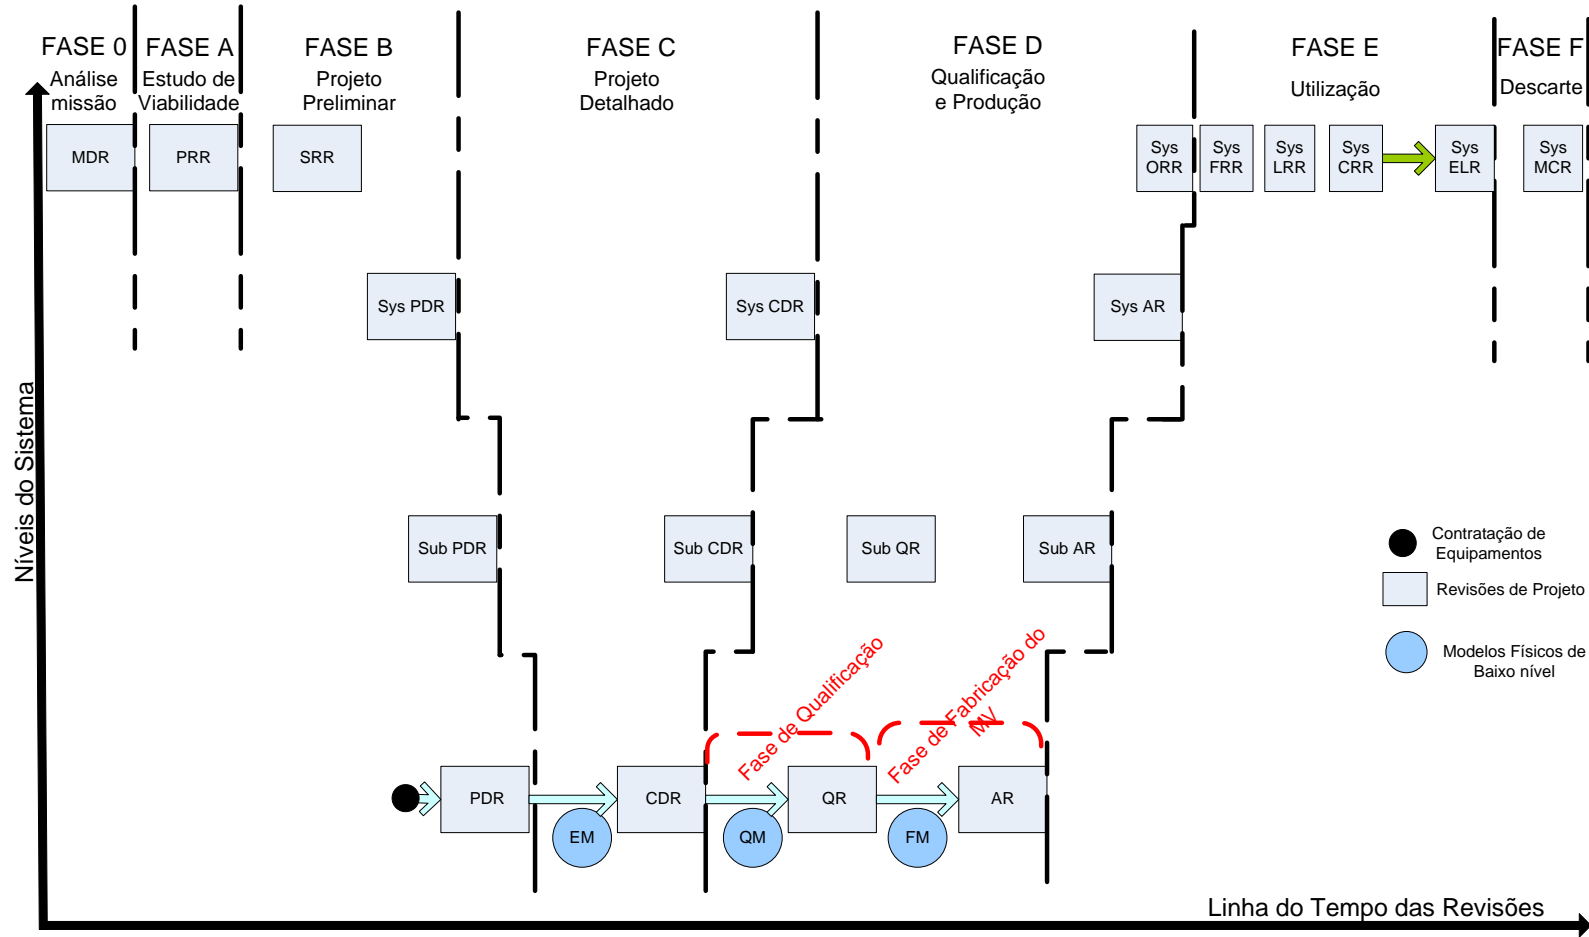 FASE 0
Análise
missão
FASE A
Estudo de
Viabilidade
FASE B
Projeto
Preliminar
FASE C
Projeto
Detalhado
FASE D
Qualificação
e Produção
FASE E
Utilização
FASE F
Descarte
MDR
PRR
SRR
Sys
ORR
Sys
FRR
Sys
LRR
Sys
CRR
Sys
ELR
Sys
MCR
Sys PDR
Sys CDR
Sys AR
Níveis do Sistema
Sub PDR
Sub CDR
Sub QR
Sub AR
Contratação de
Equipamentos
Revisões de Projeto
Modelos Físicos de
Baixo nível
Fase de Qualificação
Fase de Fabricação do
MV
PDR
CDR
QR
AR
EM
QM
FM
Linha do Tempo das Revisões